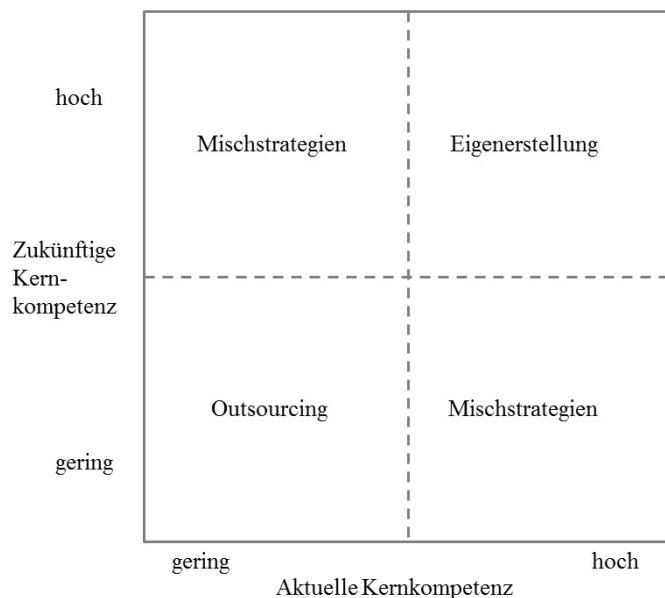 hoch
Mischstrategien
Eigenerstellung
Zukünftige
Kern-
kompetenz
Outsourcing
Mischstrategien
gering
gering
hoch
Aktuelle Kernkompetenz